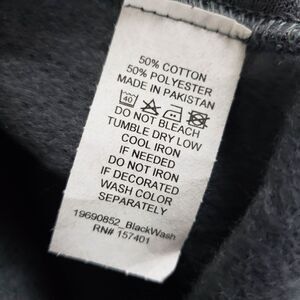 50% COTTON
50% POLYESTER
MADE IN PAKISTAN
40
DO NOT BLEACH
TUMBLE DRY LOW
COOL IRON
IF NEEDED
DO NOT IRON
IF DECORATED
WASH COLOR
SEPARATELY
19690852_BlackWash
RN# 157401